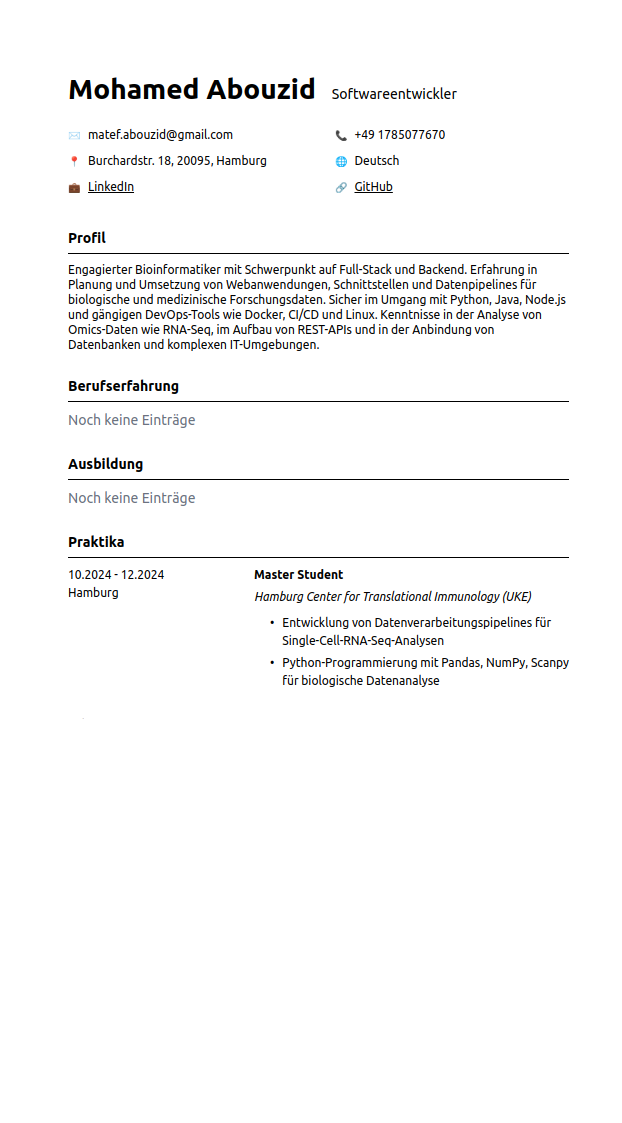 Mohamed Abouzid Softwareentwickler
matef.abouzid@gmail.com +49 1785077670
Burchardstr. 18, 20095, Hamburg Deutsch
LinkedIn GitHub
Profil
Engagierter Bioinformatiker mit Schwerpunkt auf Full-Stack und Backend. Erfahrung in
Planung und Umsetzung von Webanwendungen, Schnittstellen und Datenpipelines für
biologische und medizinische Forschungsdaten. Sicher im Umgang mit Python, Java, Node.js
und gängigen DevOps-Tools wie Docker, CI/CD und Linux. Kenntnisse in der Analyse von
Omics-Daten wie RNA-Seq, im Aufbau von REST-APIs und in der Anbindung von
Datenbanken und komplexen IT-Umgebungen.
Berufserfahrung
Noch keine Einträge
Ausbildung
Noch keine Einträge
Praktika
10.2024 - 12.2024 Master Student
Hamburg Hamburg Center for Translational Immunology (UKE)
• Entwicklung von Datenverarbeitungspipelines für
Single-Cell-RNA-Seq-Analysen
• Python-Programmierung mit Pandas, NumPy, Scanpy
für biologische Datenanalyse